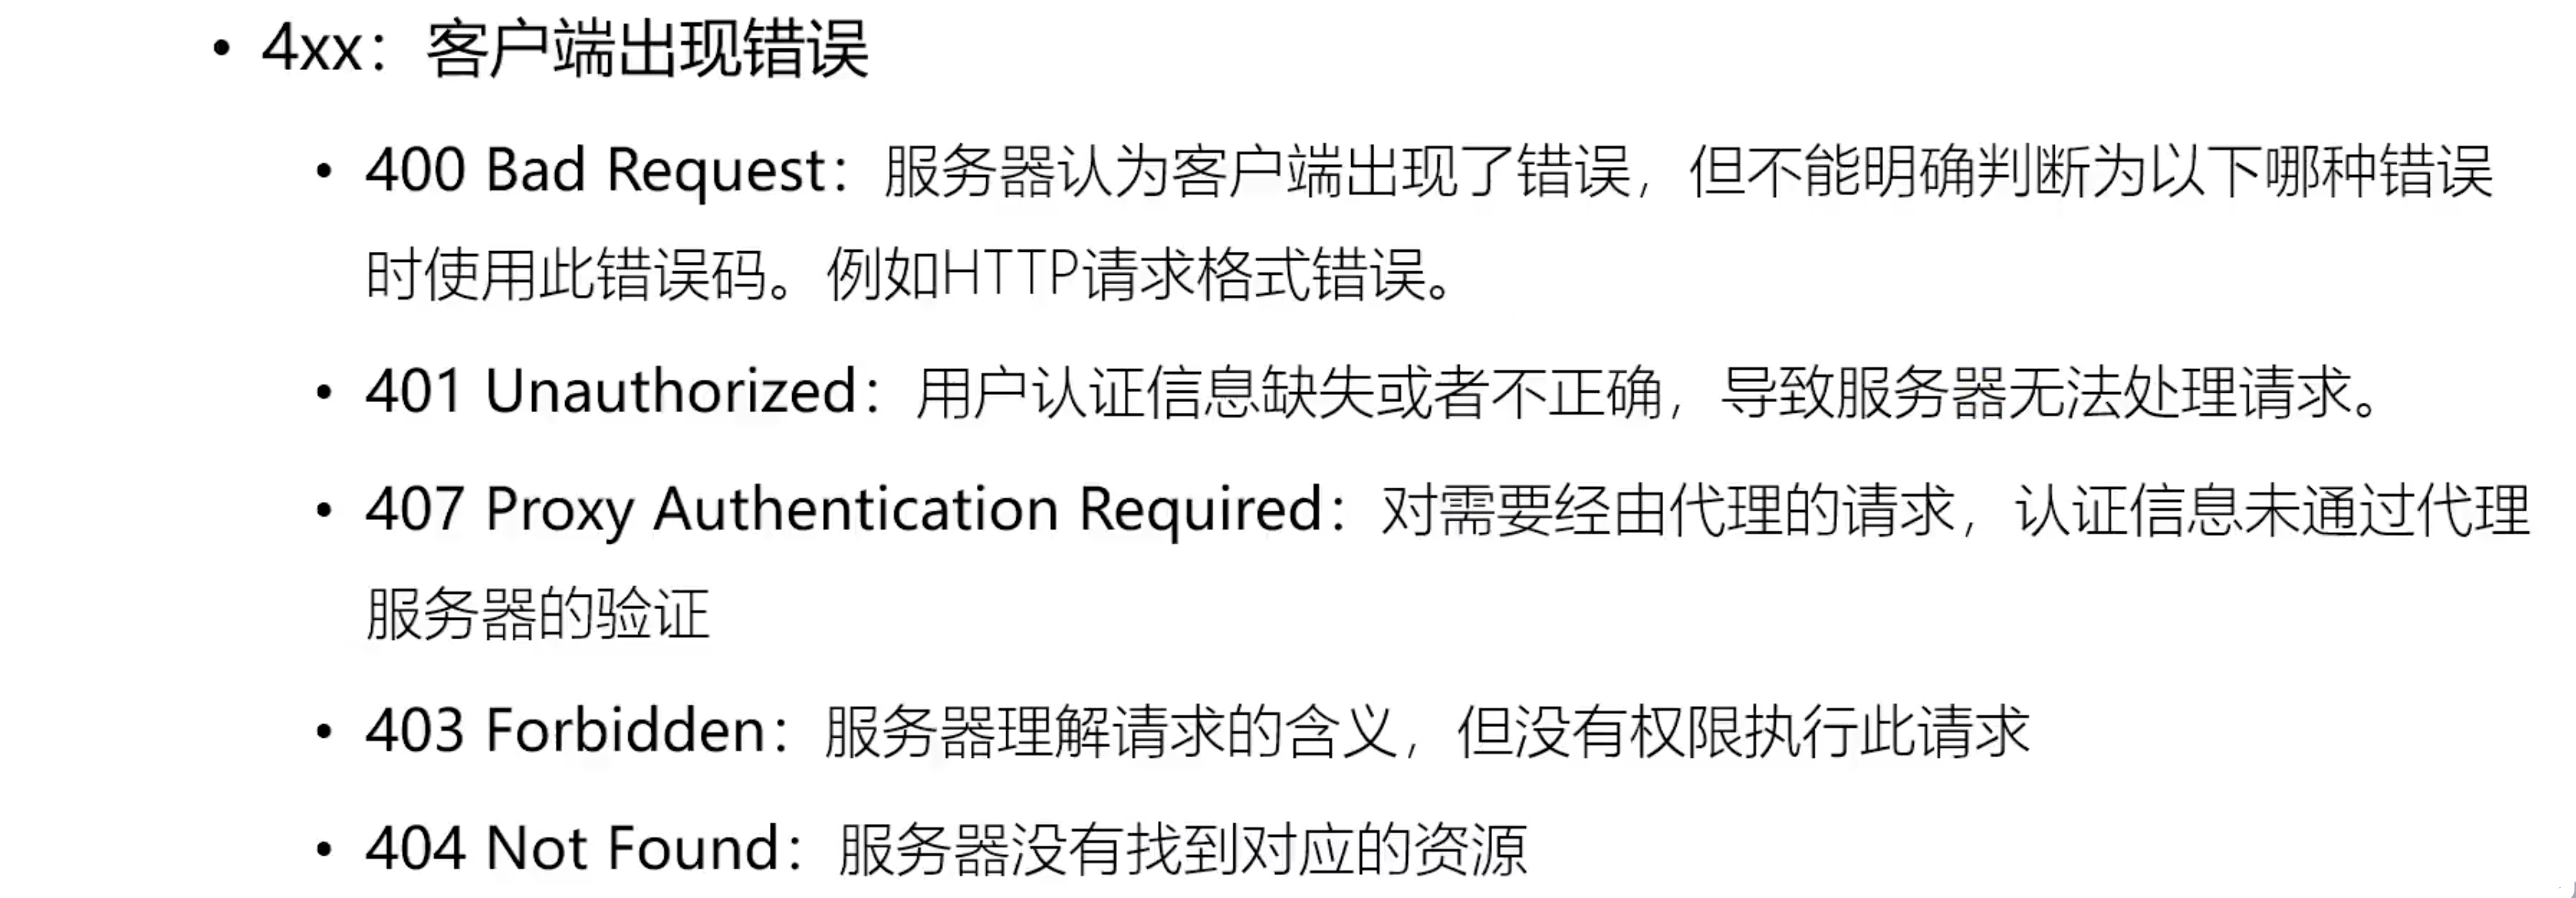 • 4xx：客户端出现错误
• 400 Bad Request：服务器认为客户端出现了错误，但不能明确判断为以下哪种错误
时使用此错误码。例如HTTP请求格式错误。
• 401 Unauthorized：用户认证信息缺失或者不正确，导致服务器无法处理请求。
• 407 Proxy Authentication Required：对需要经由代理的请求，认证信息未通过代理
服务器的验证
• 403 Forbidden：服务器理解请求的含义，但没有权限执行此请求
• 404 Not Found：服务器没有找到对应的资源